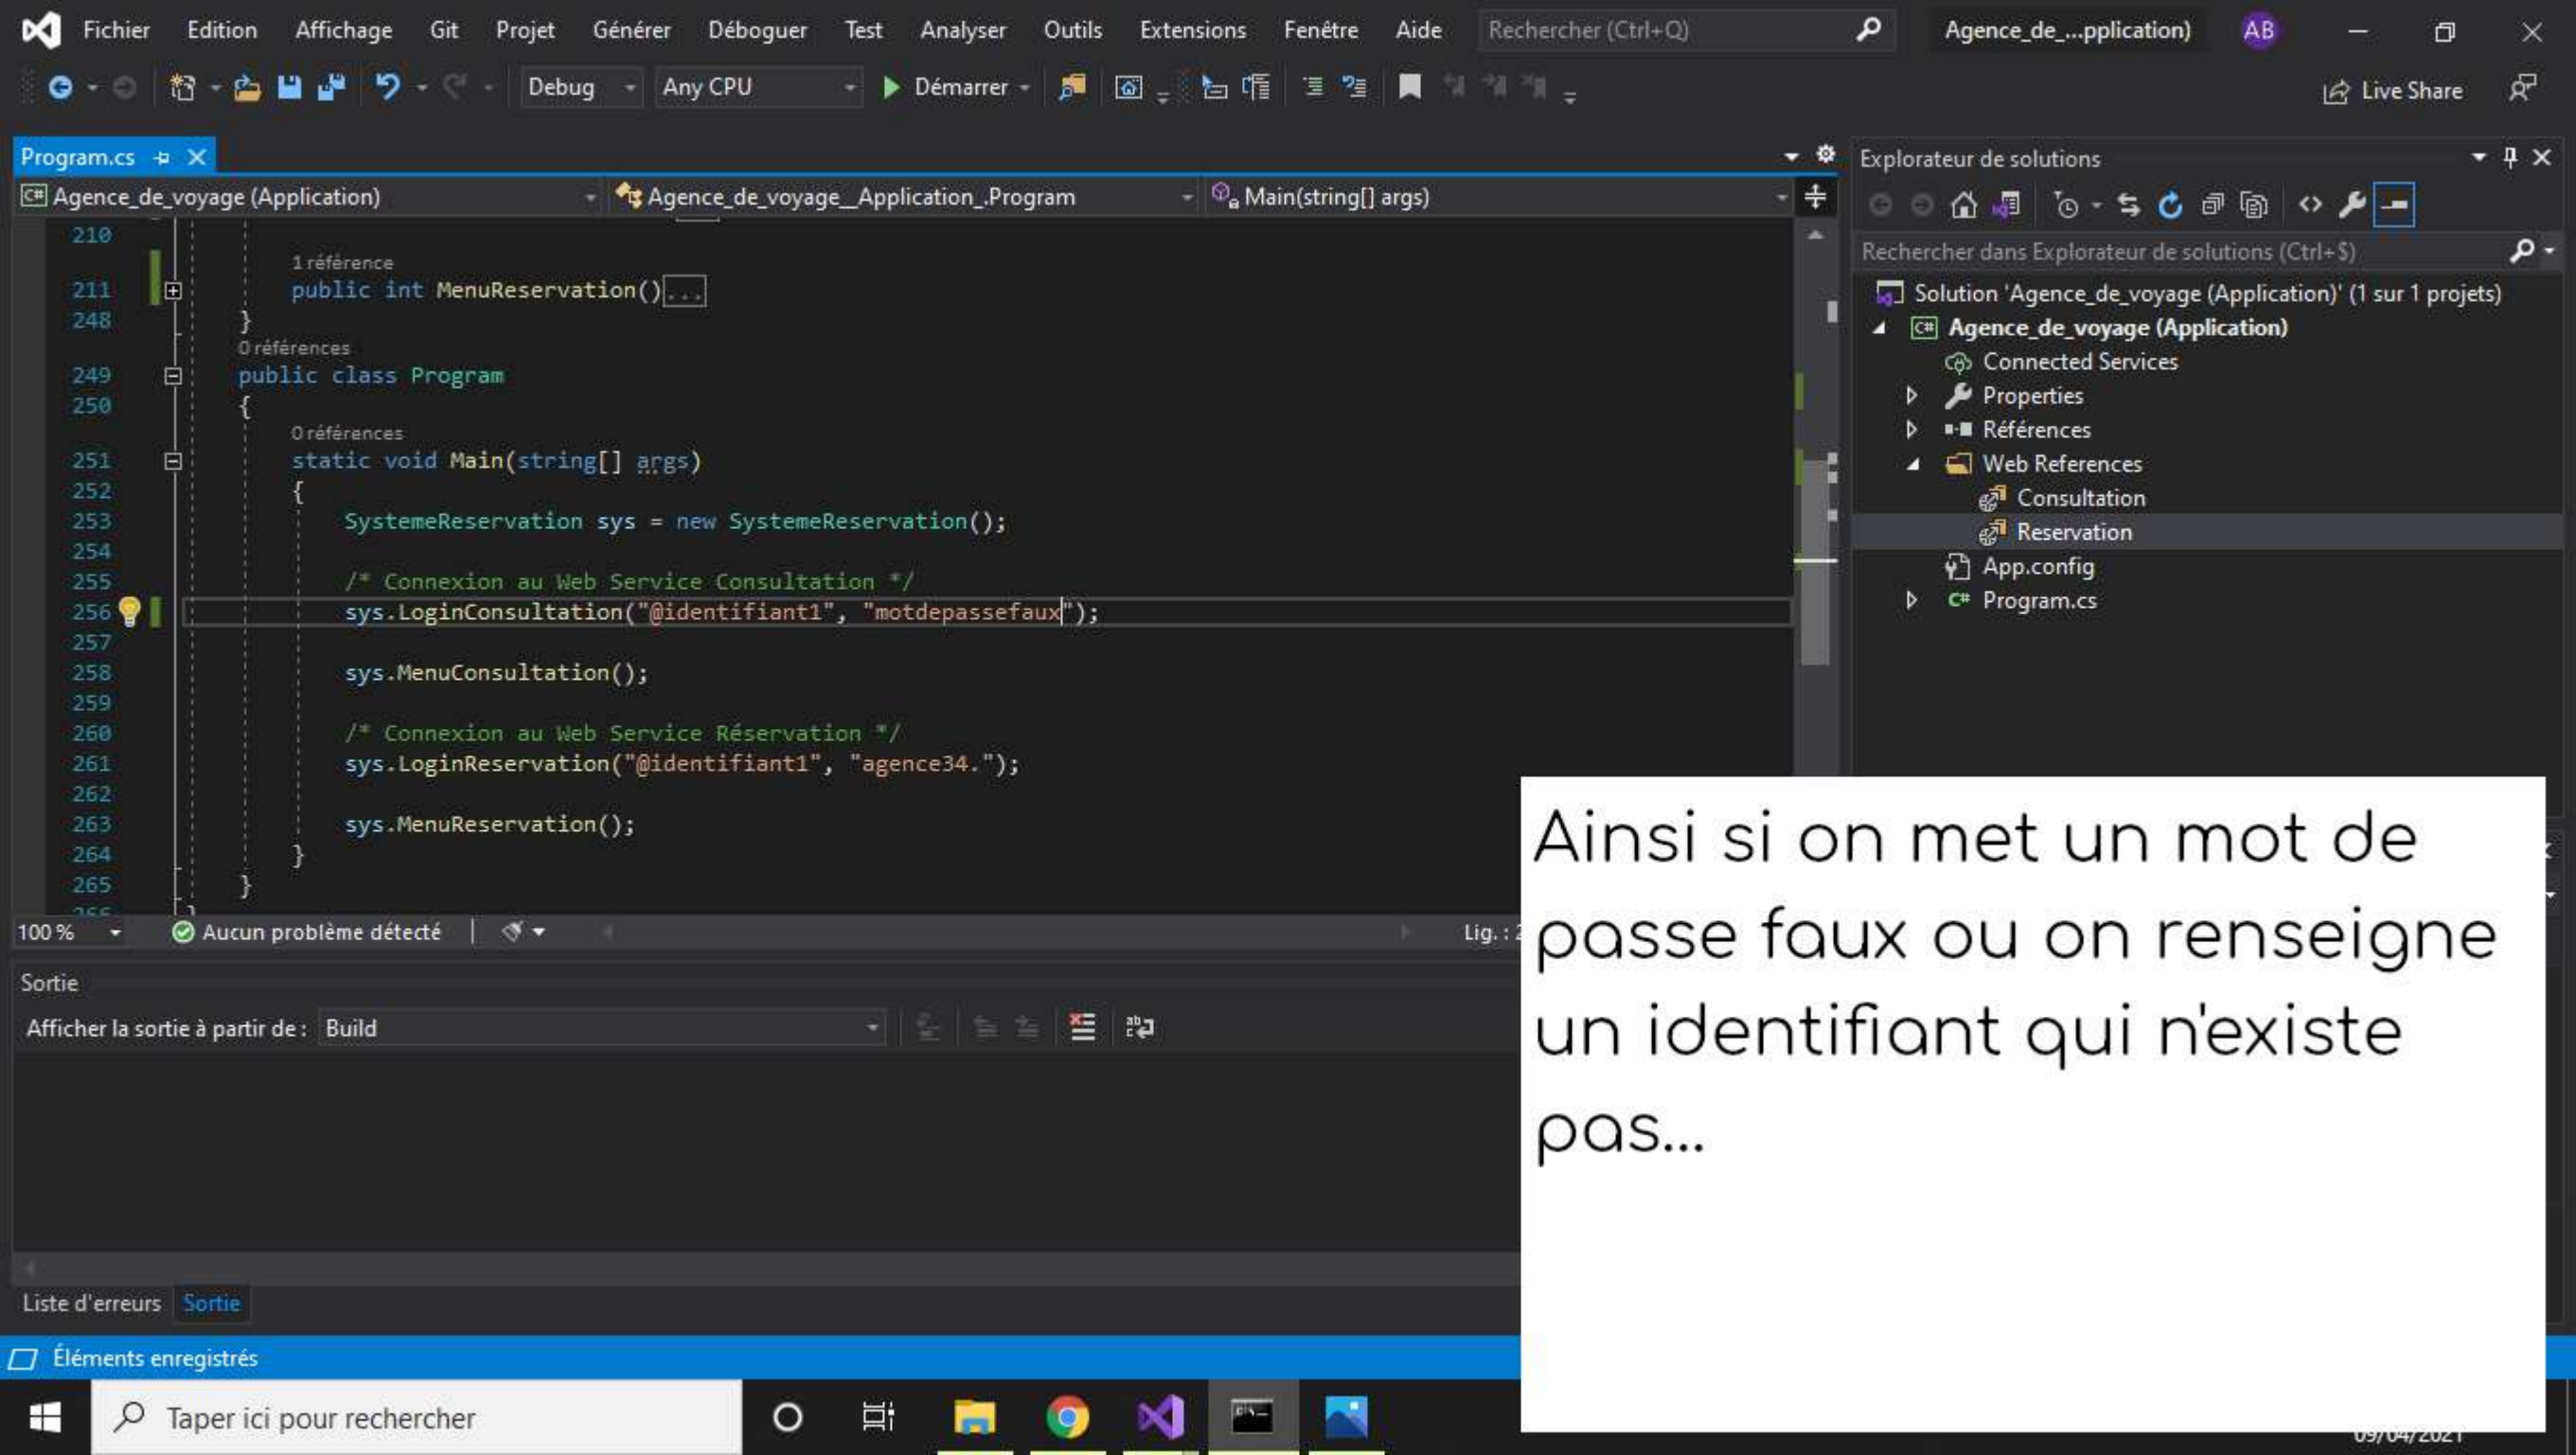 Fichier Edition Affichage Git Projet Générer Déboguer Test Analyser Outils Extensions Fenêtre Aide Rechercher (Ctrl+Q) Agence_de_...pplication) AB
Debug Any CPU Démarrer Live Share
Program.cs
Agence_de_voyage (Application) Agence_de_voyage__Application_.Program Main(string[] args)
210
1 référence
211 public int MenuReservation()...
248 }
0 références
249 public class Program
250 {
0 références
251 static void Main(string[] args)
252 {
253 SystemeReservation sys = new SystemeReservation();
254
255 /* Connexion au Web Service Consultation */
256 sys.LoginConsultation("@identifiant1", "motdepassefaux");
257
258 sys.MenuConsultation();
259
260 /* Connexion au Web Service Réservation */
261 sys.LoginReservation("@identifiant1", "agence34.");
262
263 sys.MenuReservation();
264 }
265 }
100 % Aucun problème détecté Lig. :
Sortie
Afficher la sortie à partir de : Build
Liste d'erreurs Sortie
Éléments enregistrés
Taper ici pour rechercher
Explorateur de solutions
Rechercher dans Explorateur de solutions (Ctrl+$)
Solution 'Agence_de_voyage (Application)' (1 sur 1 projets)
C# Agence_de_voyage (Application)
Connected Services
Properties
Références
Web References
Consultation
Reservation
App.config
C# Program.cs
Ainsi si on met un mot de
passe faux ou on renseigne
un identifiant qui n'existe
pas...
09/04/2021